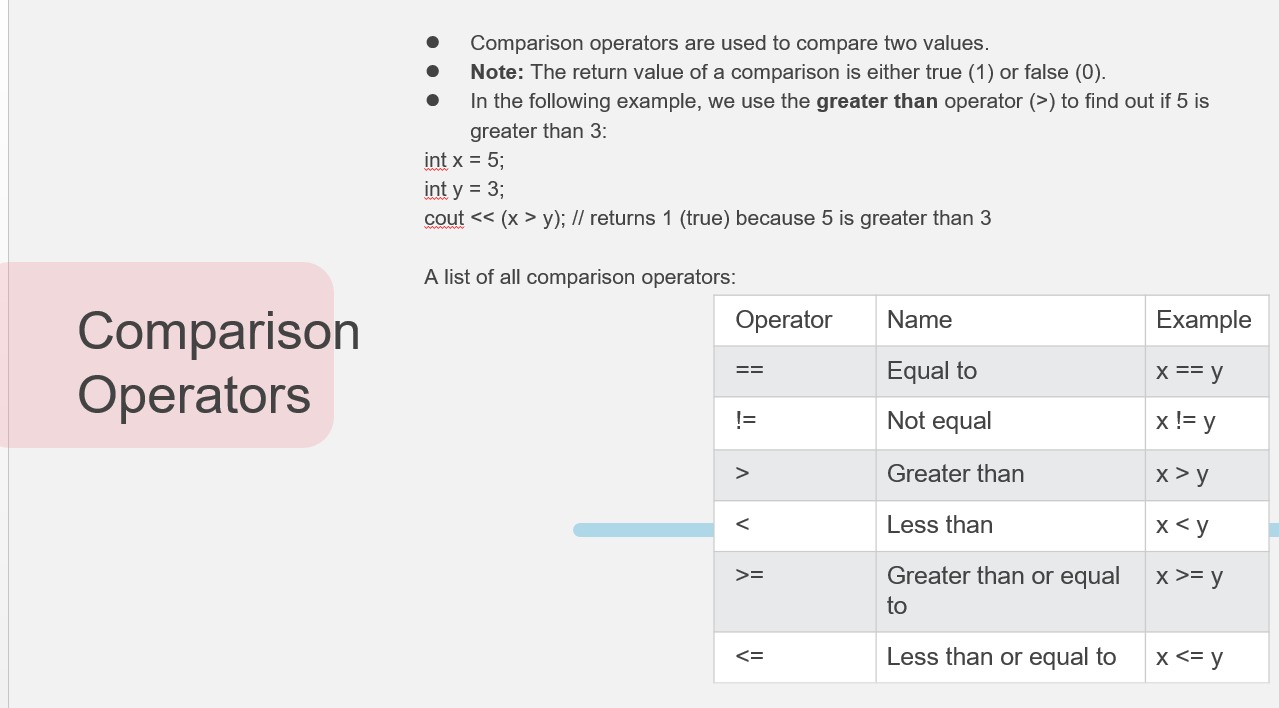 Comparison operators are used to compare two values.
Note: The return value of a comparison is either true (1) or false (0).
In the following example, we use the greater than operator (>) to find out if 5 is
greater than 3:
int x = 5;
int y = 3;
cout << (x > y); // returns 1 (true) because 5 is greater than 3
A list of all comparison operators:
Comparison
Operators
Operator Name Example
== Equal to x == y
!= Not equal x != y
> Greater than x > y
< Less than x < y
>= Greater than or equal x >= y
to
<= Less than or equal to x <= y